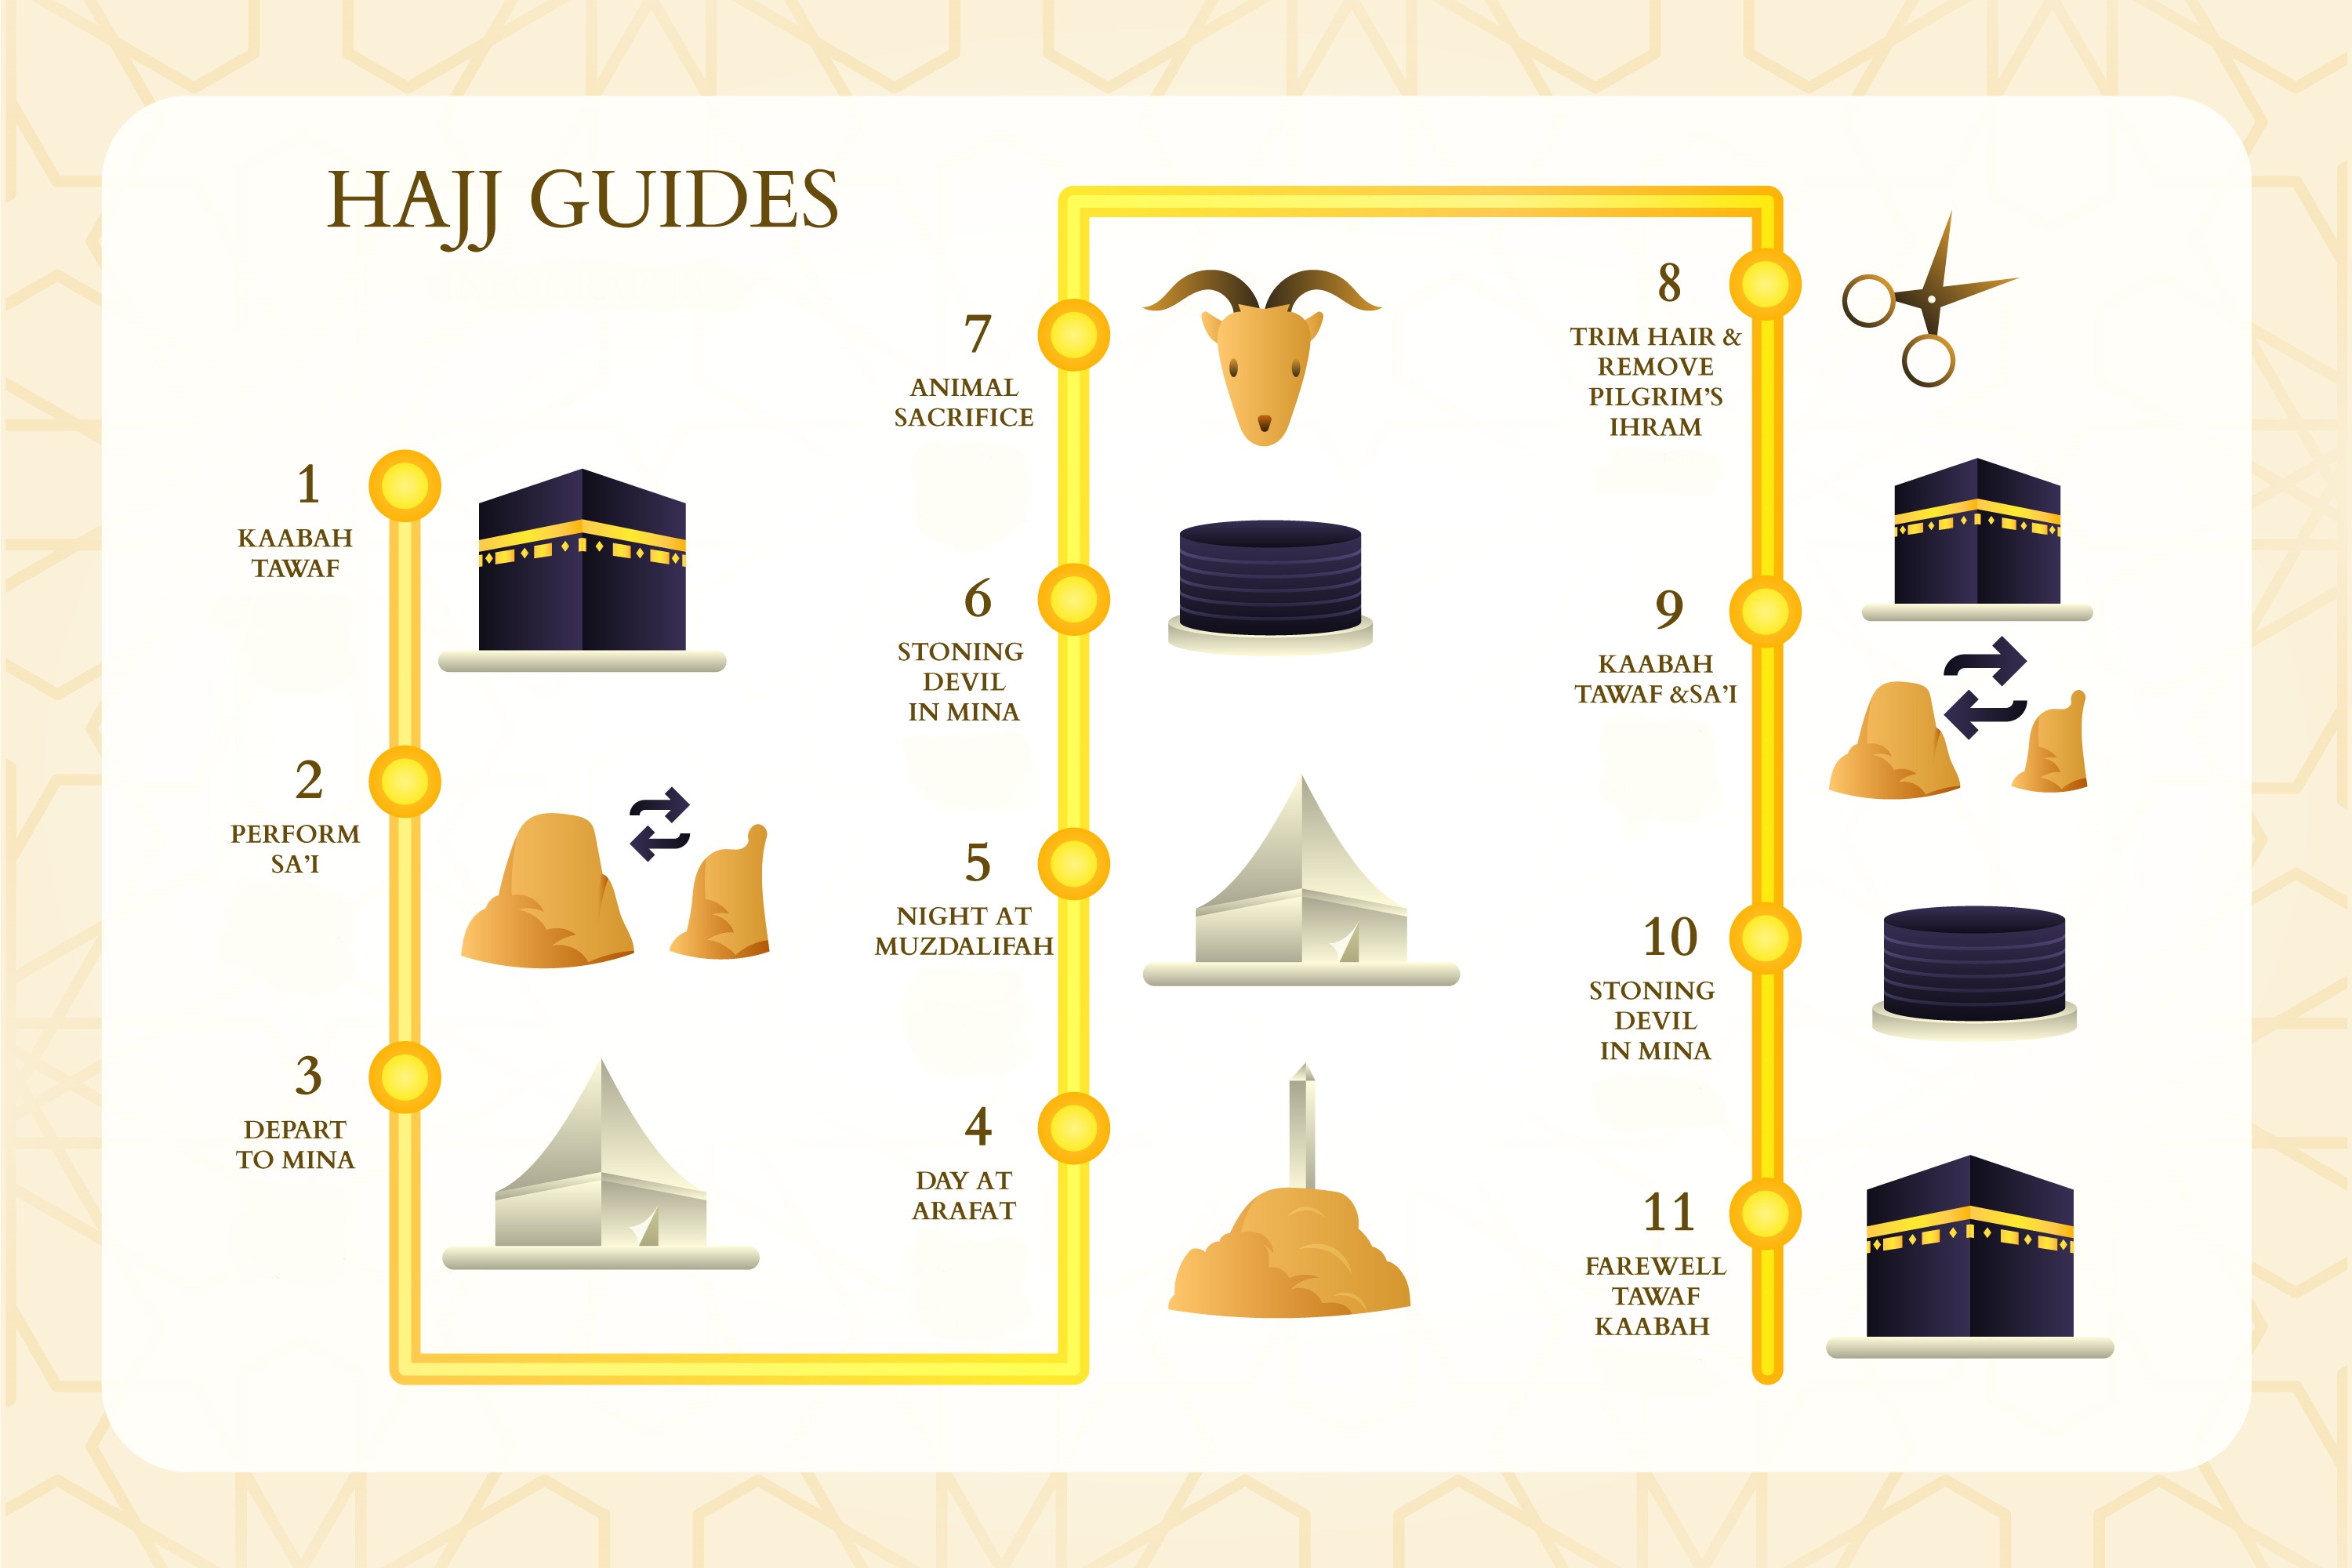 HAJJ GUIDES
1
KAABAH
TAWAF
2
PERFORM
SA’I
3
DEPART
TO MINA
4
DAY AT
ARAFAT
5
NIGHT AT
MUZDALIFAH
6
STONING
DEVIL
IN MINA
7
ANIMAL
SACRIFICE
8
TRIM HAIR &
REMOVE
PILGRIM’S
IHRAM
9
KAABAH
TAWAF &SA’I
10
STONING
DEVIL
IN MINA
11
FAREWELL
TAWAF
KAABAH